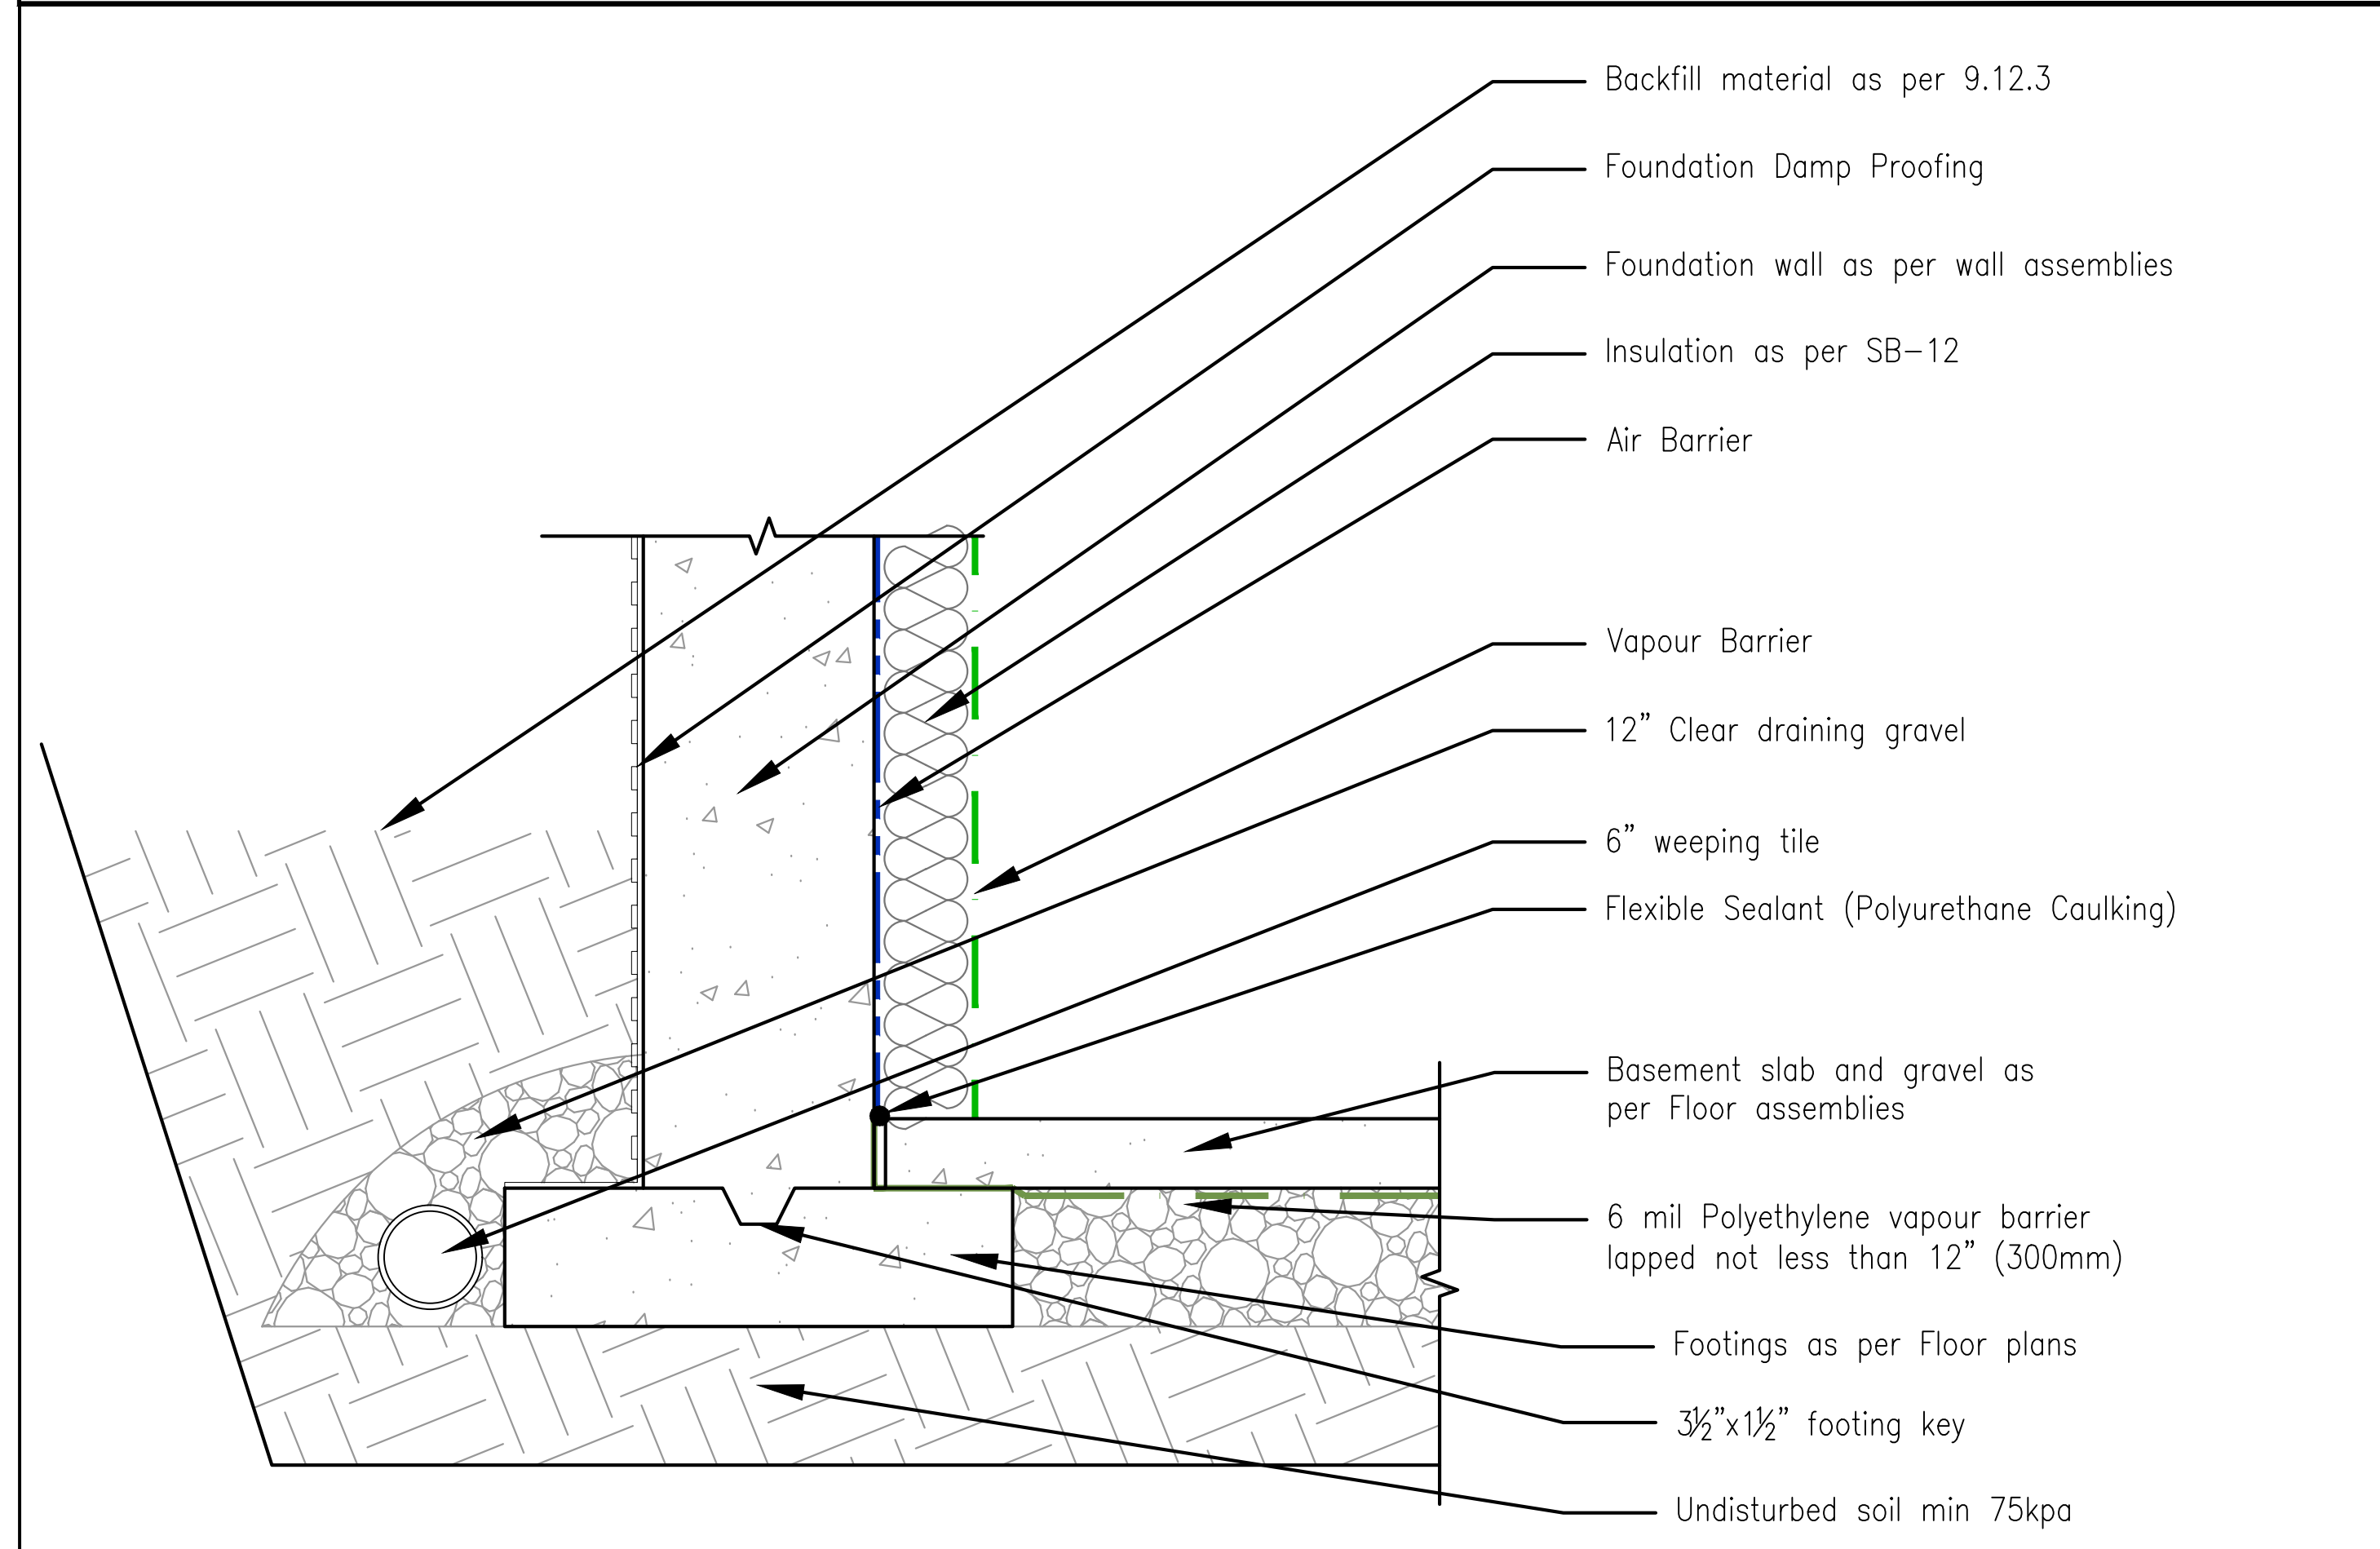 Backfill material as per 9.12.3
Foundation Damp Proofing
Foundation wall as per wall assemblies
Insulation as per SB-12
Air Barrier
Vapour Barrier
12” Clear draining gravel
6” weeping tile
Flexible Sealant (Polyurethane Caulking)
Basement slab and gravel as
per Floor assemblies
6 mil Polyethylene vapour barrier
lapped not less than 12” (300mm)
Footings as per Floor plans
3½”x1½” footing key
Undisturbed soil min 75kpa